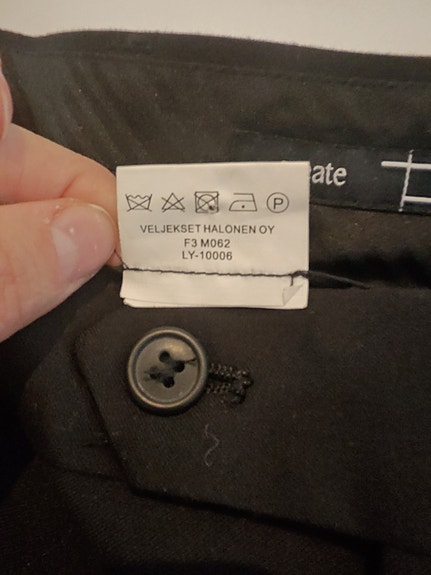 ate
P
VELJEKSET HALONEN OY
F3 M062
LY-10006